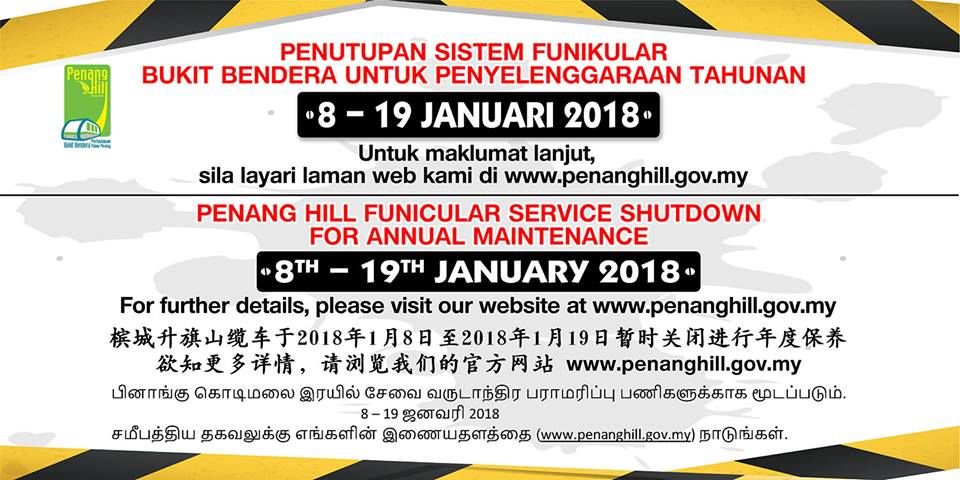 PENUTUPAN SISTEM FUNIKULAR
BUKIT BENDERA UNTUK PENYELENGGARAAN TAHUNAN
8 – 19 JANUARI 2018
Untuk maklumat lanjut,
sila layari laman web kami di www.penanghill.gov.my
Penang
Hill
Bukit Bendera
Perbadanan
Pulau Pinang
PENANG HILL FUNICULAR SERVICE SHUTDOWN
FOR ANNUAL MAINTENANCE
8TH – 19TH JANUARY 2018
For further details, please visit our website at www.penanghill.gov.my
槟城升旗山缆车于2018年1月8日至2018年1月19日暂时关闭进行年度保养
欲知更多详情，请浏览我们的官方网站 www.penanghill.gov.my
பினாங்கு கொடிமலை இரயில் சேவை வருடாந்திர பராமரிப்பு பணிகளுக்காக மூடப்படும்.
8 – 19 ஜனவரி 2018
சமீபத்திய தகவலுக்கு எங்களின் இணையதளத்தை (www.penanghill.gov.my) நாடுங்கள்.